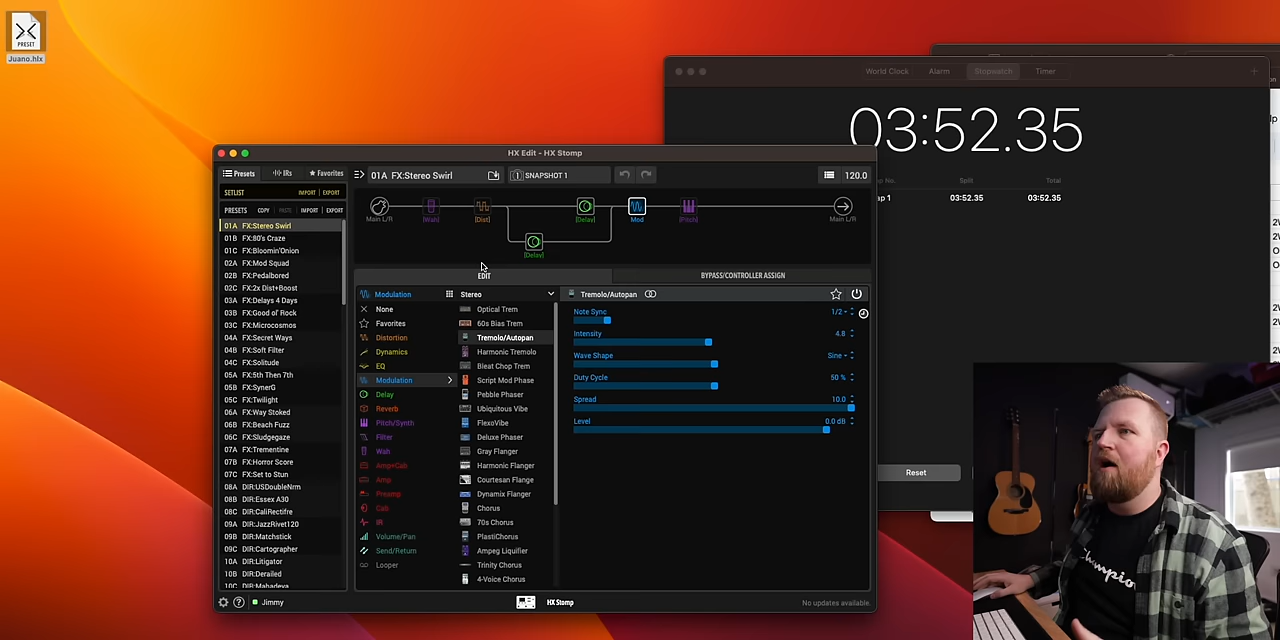 PRESET
Juano.hlx
World Clock Alarm Stopwatch Timer
03:52.35
Split Total
03:52.35 03:52.35
Reset
HX Edit - HX Stomp
Presets IRs Favorites
SETLIST IMPORT | EXPORT
PRESETS COPY PASTE IMPORT | EXPORT
01A FX:Stereo Swirl
01B FX:80's Craze
01C FX:Bloomin'Onion
02A FX:Mod Squad
02B FX:Pedalbored
02C FX:2x Dist+Boost
03A FX:Delays 4 Days
03B FX:Good ol' Rock
03C FX:Microcosmos
04A FX:Secret Ways
04B FX:Soft Filter
04C FX:Solitude
05A FX:5th Then 7th
05B FX:SynerG
05C FX:Twilight
06A FX:Way Stoked
06B FX:Beach Fuzz
06C FX:Sludgegaze
07A FX:Trementine
07B FX:Horror Score
07C FX:Set to Stun
08A DIR:USDoubleNrm
08B DIR:Essex A30
08C DIR:CaliRectifre
09A DIR:JazzRivet120
09B DIR:Matchstick
09C DIR:Cartographer
10A DIR:Litigator
10B DIR:Derailed
10C DIR:Mahadeva
01A FX:Stereo Swirl
SNAPSHOT 1
120.0
Main L/R [Wah] [Dist] [Delay] Mod [Pitch] Main L/R
[Delay]
EDIT BYPASS/CONTROLLER ASSIGN
Modulation
None
Favorites
Distortion
Dynamics
EQ
Modulation
Delay
Reverb
Pitch/Synth
Filter
Wah
Amp+Cab
Amp
Preamp
Cab
IR
Volume/Pan
Send/Return
Looper
Stereo
Optical Trem
60s Bias Trem
Tremolo/Autopan
Harmonic Tremolo
Bleat Chop Trem
Script Mod Phase
Pebble Phaser
Ubiquitous Vibe
FlexoVibe
Deluxe Phaser
Gray Flanger
Harmonic Flanger
Courtesan Flange
Dynamix Flanger
Chorus
70s Chorus
PlastiChorus
Ampeg Liquifier
Trinity Chorus
4-Voice Chorus
Tremolo/Autopan
Note Sync 1/2
Intensity 4.8
Wave Shape Sine
Duty Cycle 50 %
Spread 10.0
Level 0.0 dB
Jimmy
HX Stomp
No updates available.
Champion